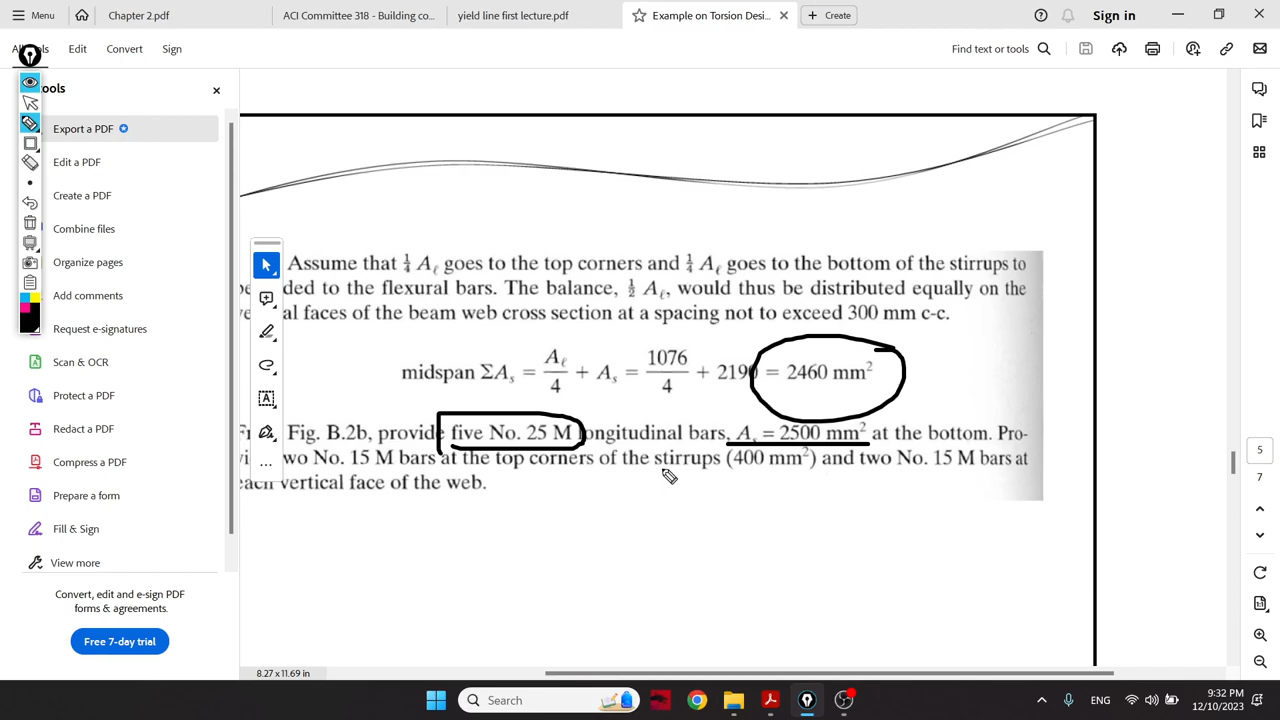 Menu
Chapter 2.pdf
ACI Committee 318 - Building co...
yield line first lecture.pdf
Example on Torsion Desi...
Create
Sign in
Edit
Convert
Sign
Find text or tools
Export a PDF
Edit a PDF
Create a PDF
Combine files
Organize pages
Add comments
Request e-signatures
Scan & OCR
Protect a PDF
Redact a PDF
Compress a PDF
Prepare a form
Fill & Sign
View more
Convert, edit and e-sign PDF
forms & agreements.
Free 7-day trial
Assume that 1/4 Aℓ goes to the top corners and 1/4 Aℓ goes to the bottom of the stirrups to
to the flexural bars. The balance, 1/2 Aℓ, would thus be distributed equally on the
faces of the beam web cross section at a spacing not to exceed 300 mm c-c.
midspan ΣAs = Aℓ/4 + As = 1076/4 + 2190 = 2460 mm²
Fig. B.2b, provide five No. 25 M longitudinal bars, As = 2500 mm² at the bottom. Pro-
two No. 15 M bars at the top corners of the stirrups (400 mm²) and two No. 15 M bars at
each vertical face of the web.
5
7
8.27 x 11.69 in
Search
ENG
9:32 PM
12/10/2023